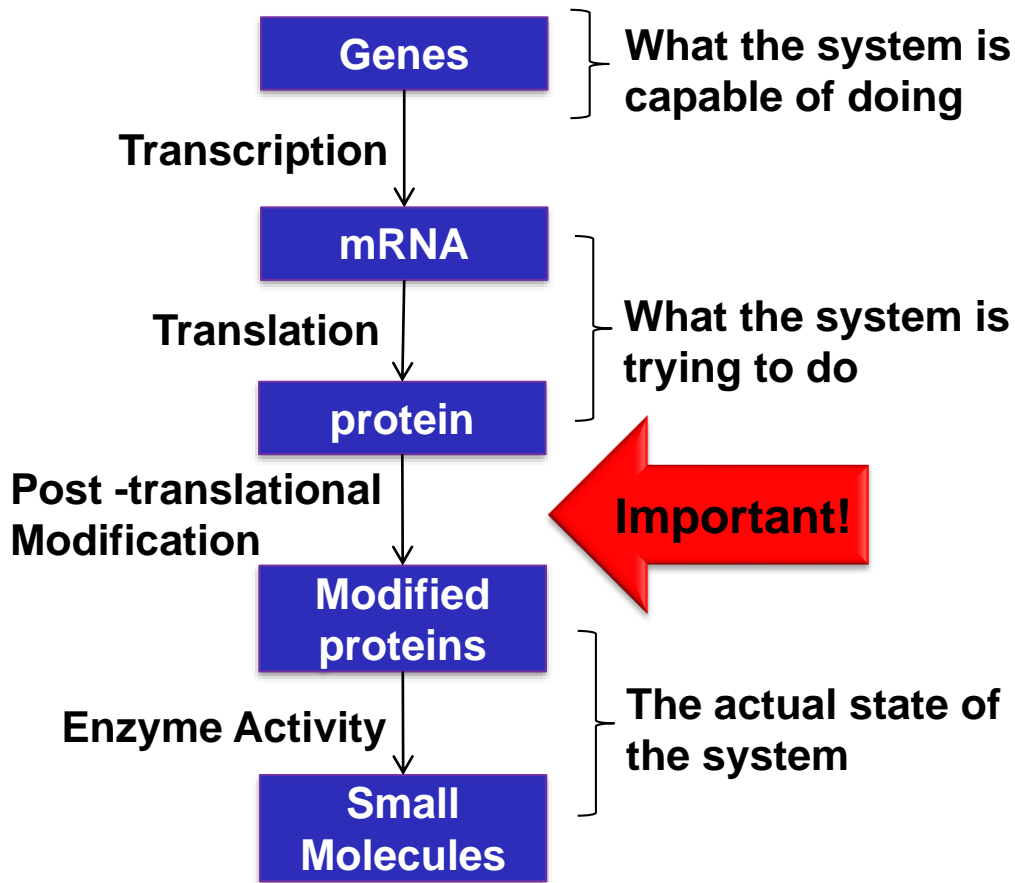 Genes
What the system is
capable of doing
Transcription
mRNA
Translation
What the system is
trying to do
protein
Post -translational
Modification
Important!
Modified
proteins
Enzyme Activity
The actual state of
the system
Small
Molecules